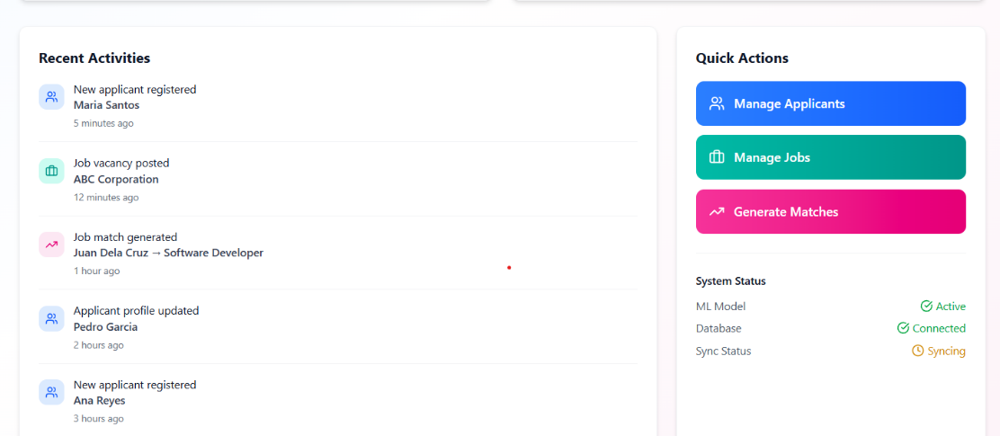 Recent Activities
New applicant registered
Maria Santos
5 minutes ago
Job vacancy posted
ABC Corporation
12 minutes ago
Job match generated
Juan Dela Cruz → Software Developer
1 hour ago
Applicant profile updated
Pedro Garcia
2 hours ago
New applicant registered
Ana Reyes
3 hours ago
Quick Actions
Manage Applicants
Manage Jobs
Generate Matches
System Status
ML Model Active
Database Connected
Sync Status Syncing